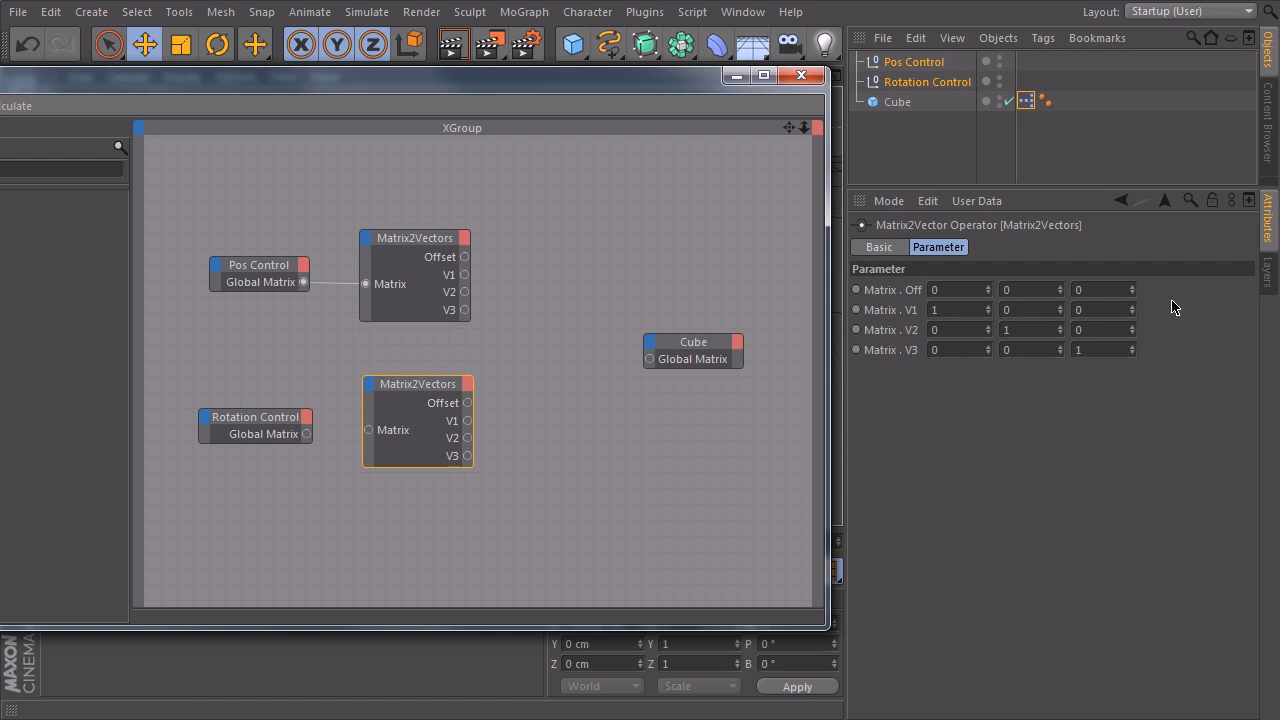 File Edit Create Select Tools Mesh Snap Animate Simulate Render Sculpt MoGraph Character Plugins Script Window Help Layout: Startup (User)
X Y Z
File Edit View Objects Tags Bookmarks
Pos Control
Rotation Control
Cube
Objects
Content Browser
Attributes
Layers
Mode Edit User Data
Matrix2Vector Operator [Matrix2Vectors]
Basic Parameter
Parameter
Matrix . Off 0 0 0
Matrix . V1 1 0 0
Matrix . V2 0 1 0
Matrix . V3 0 0 1
lculate
XGroup
Pos Control
Global Matrix
Matrix2Vectors
Offset
V1
Matrix
V2
V3
Cube
Global Matrix
Rotation Control
Global Matrix
Matrix2Vectors
Offset
V1
Matrix
V2
V3
Y 0 cm Y 1 P 0 °
Z 0 cm Z 1 B 0 °
World Scale Apply
MAXON
CINEMA